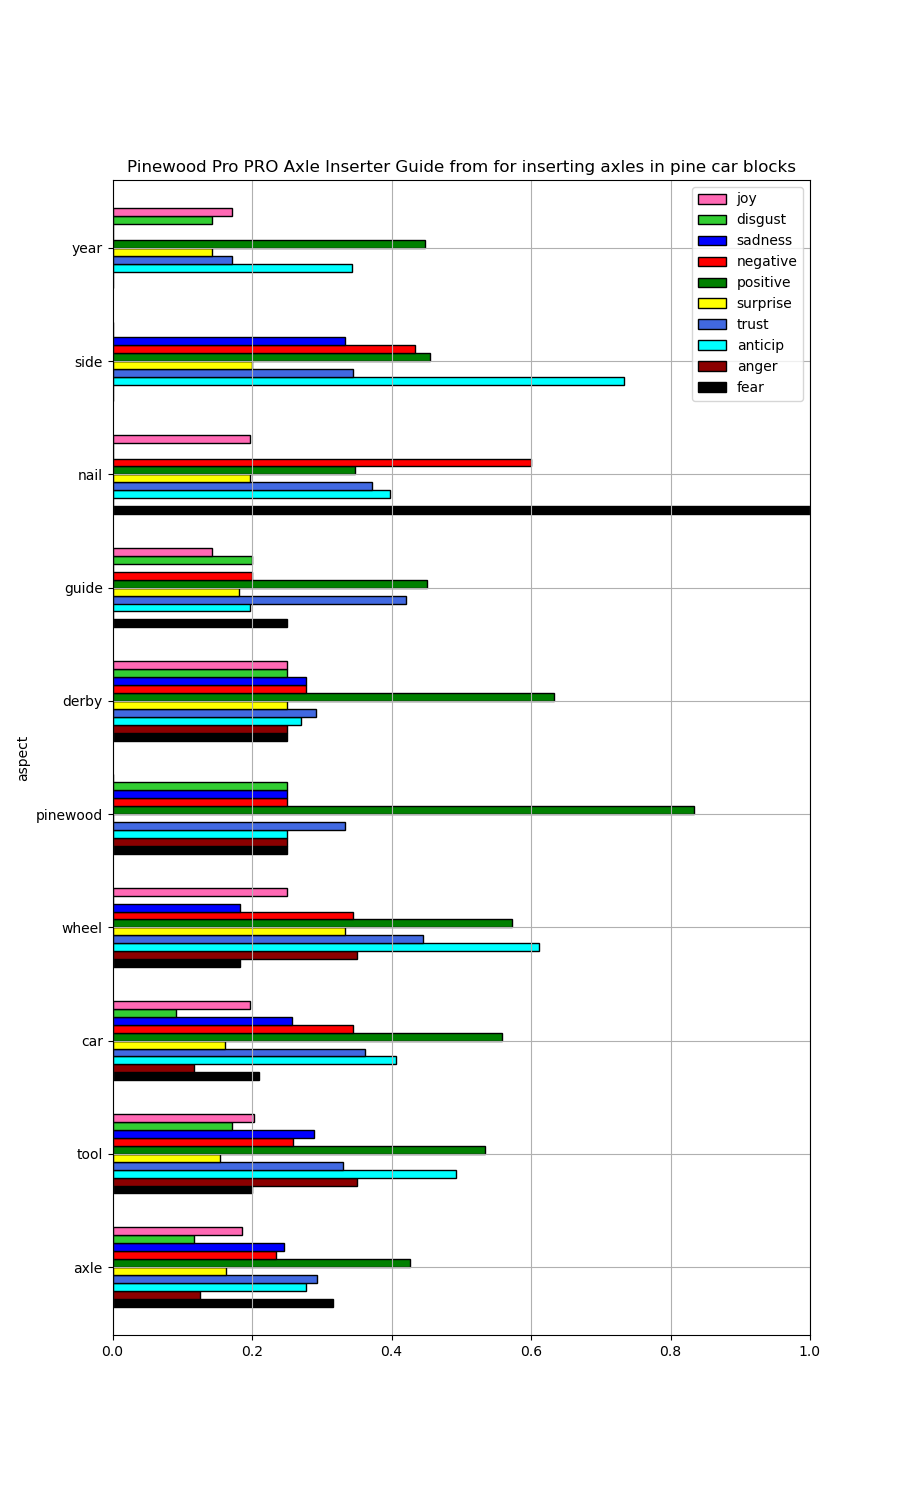 Pinewood Pro PRO Axle Inserter Guide from for inserting axles in pine car blocks
joy
disgust
sadness
negative
positive
surprise
trust
anticip
anger
fear
year
side
nail
guide
derby
pinewood
wheel
car
tool
axle
aspect
0.0 0.2 0.4 0.6 0.8 1.0